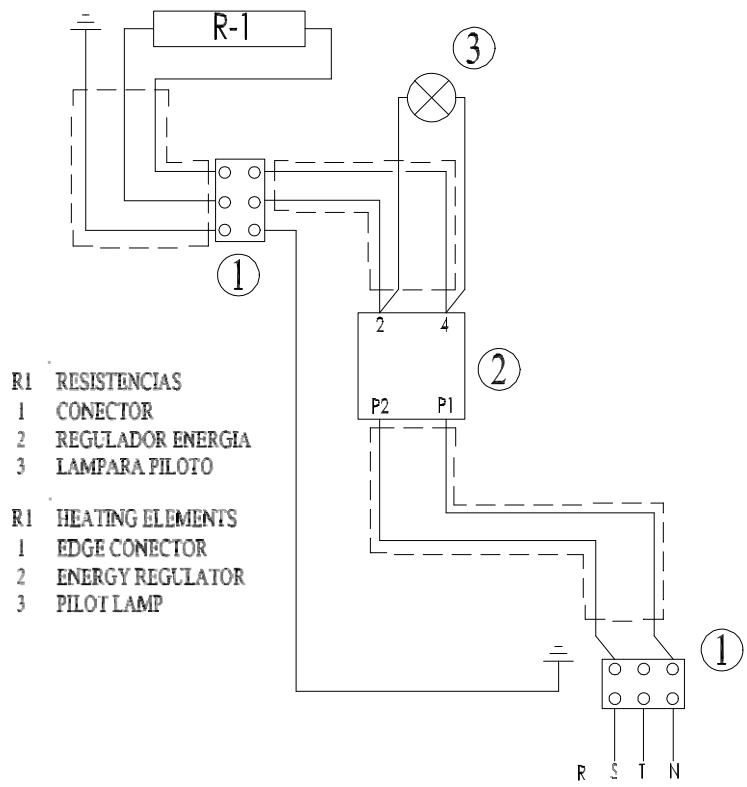 R-1
3
1
2 4
2
P2 P1
R1 RESISTENCIAS
1 CONECTOR
2 REGULADOR ENERGIA
3 LAMPARA PILOTO
R1 HEATING ELEMENTS
1 EDGE CONECTOR
2 ENERGY REGULATOR
3 PILOT LAMP
1
R S T N